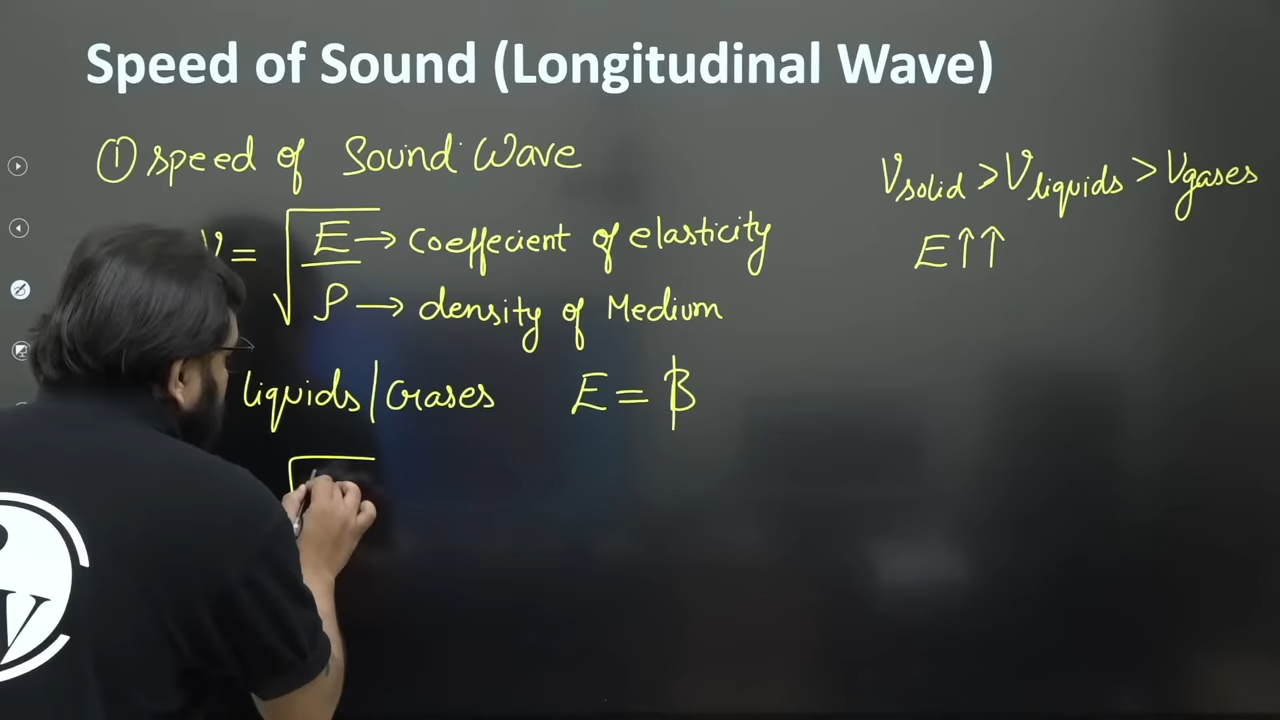 Speed of Sound (Longitudinal Wave)
① speed of Sound Wave
V = √E → Coeffecient of elasticity
ρ → density of Medium
liquids/Gases E = B
Vsolid > Vliquids > Vgases
E↑↑
W